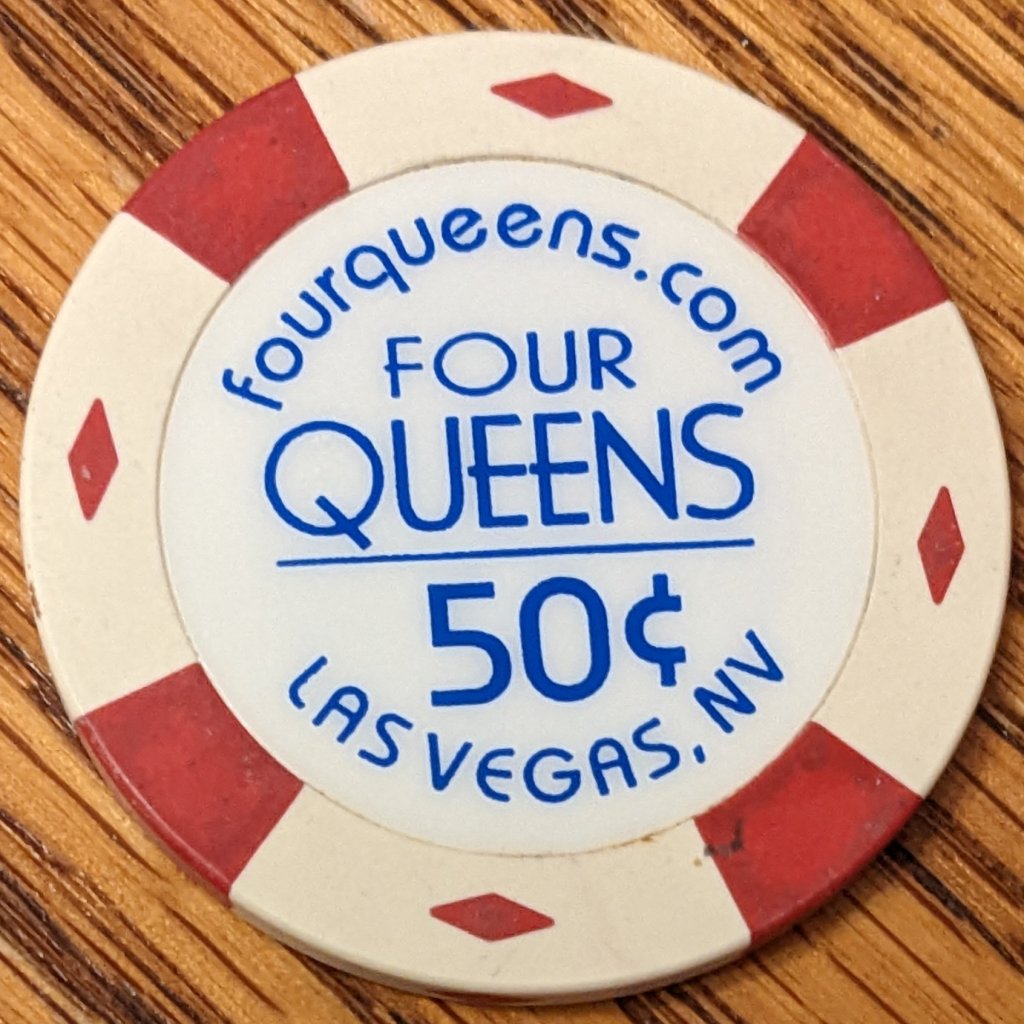 fourqueens.com
FOUR
QUEENS
50¢
LAS VEGAS, NV